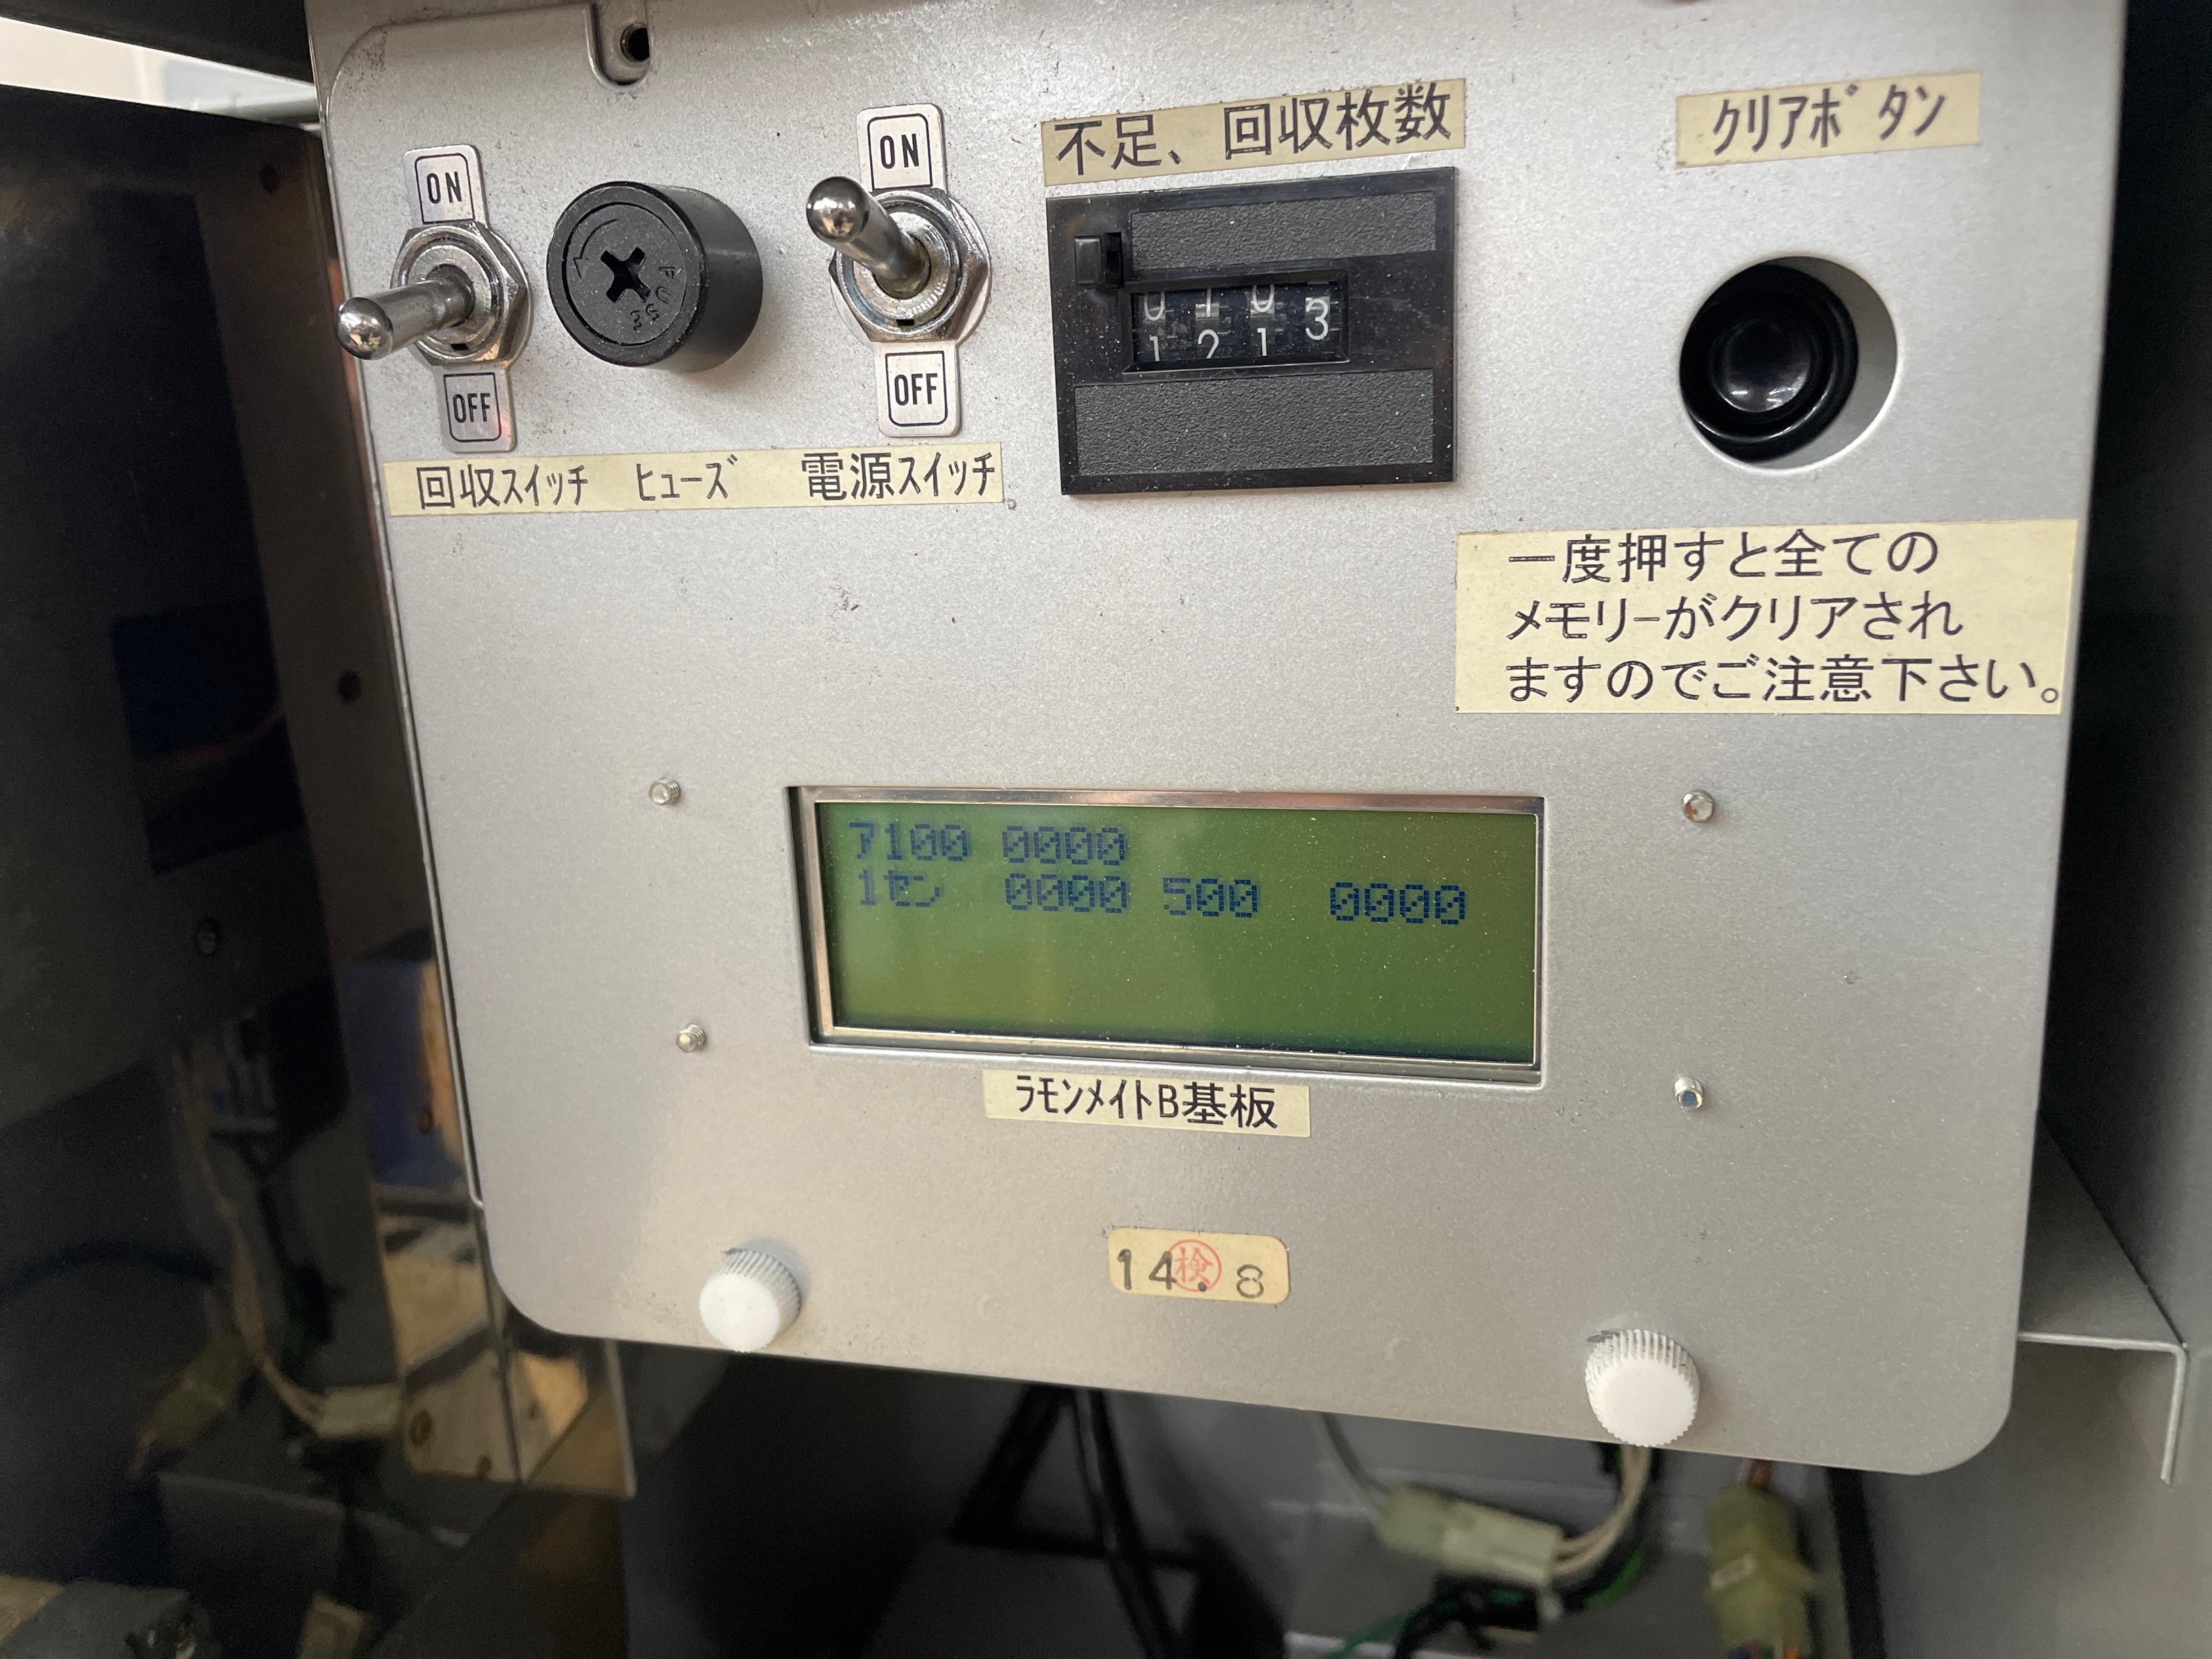 ON
ON
不足、回収枚数
クリアボタン
FUSE
3
OFF
OFF
回収スイッチ ヒューズ 電源スイッチ
一度押すと全ての
メモリーがクリアされ
ますのでご注意下さい。
ｱ100 0000
1ｾﾝ 0000 500 0000
ﾗﾓﾝﾒｲﾄB基板
14.8
検